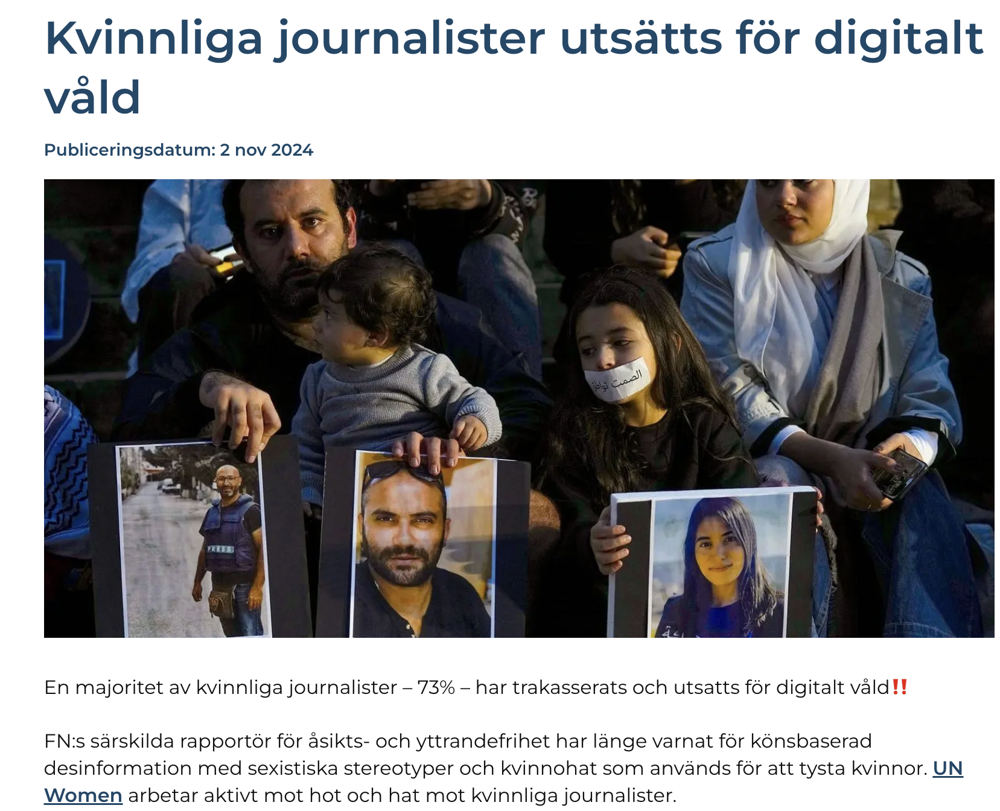 Kvinnliga journalister utsätts för digitalt
våld
Publiceringsdatum: 2 nov 2024
الصمت تواطؤ
PRESS
En majoritet av kvinnliga journalister – 73% – har trakasserats och utsatts för digitalt våld‼️
FN:s särskilda rapportör för åsikts- och yttrandefrihet har länge varnat för könsbaserad
desinformation med sexistiska stereotyper och kvinnohat som används för att tysta kvinnor. UN
Women arbetar aktivt mot hot och hat mot kvinnliga journalister.